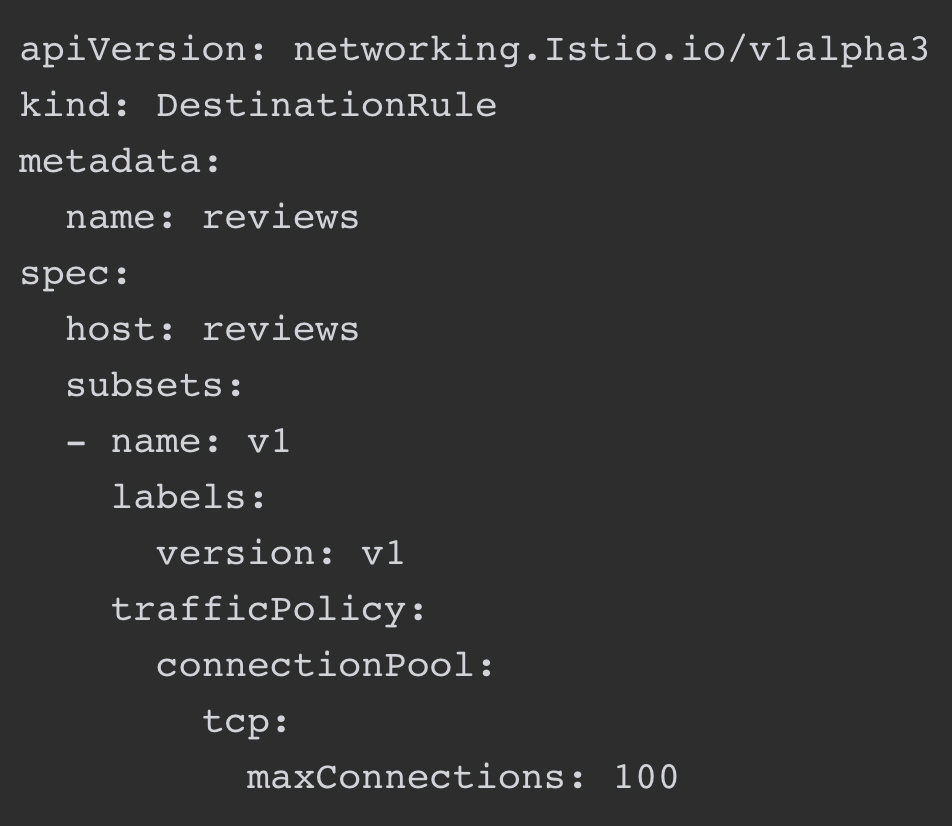 apiVersion: networking.Istio.io/v1alpha3
kind: DestinationRule
metadata:
  name: reviews
spec:
  host: reviews
  subsets:
  - name: v1
    labels:
      version: v1
    trafficPolicy:
      connectionPool:
        tcp:
          maxConnections: 100